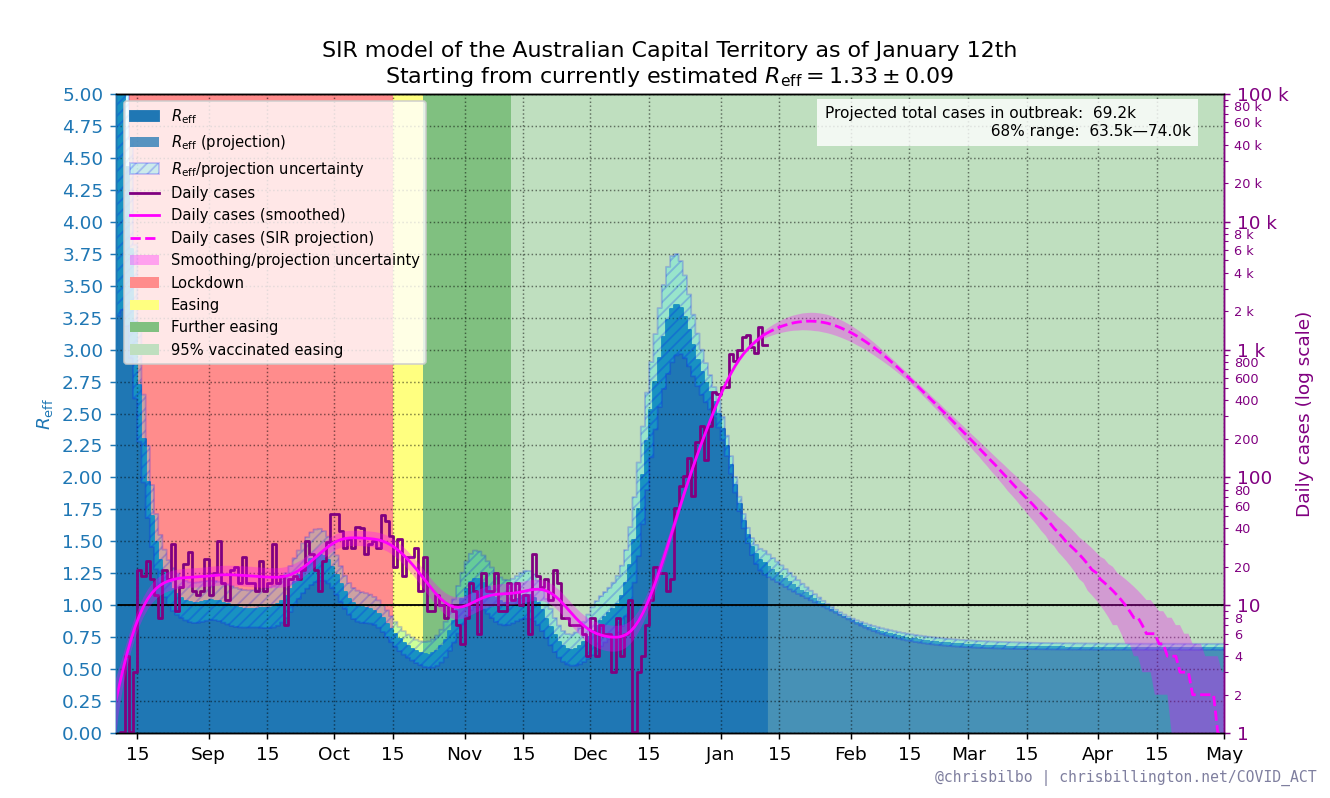 SIR model of the Australian Capital Territory as of January 12th
Starting from currently estimated R_eff = 1.33 ± 0.09
5.00
4.75
4.50
4.25
4.00
3.75
3.50
3.25
3.00
2.75
2.50
2.25
2.00
1.75
1.50
1.25
1.00
0.75
0.50
0.25
0.00
R_eff
R_eff
R_eff (projection)
R_eff/projection uncertainty
Daily cases
Daily cases (smoothed)
Daily cases (SIR projection)
Smoothing/projection uncertainty
Lockdown
Easing
Further easing
95% vaccinated easing
Projected total cases in outbreak: 69.2k
68% range: 63.5k—74.0k
100 k
80 k
60 k
40 k
20 k
10 k
8 k
6 k
4 k
2 k
1 k
800
600
400
200
100
80
60
40
20
10
8
6
4
2
1
Daily cases (log scale)
15 Sep 15 Oct 15 Nov 15 Dec 15 Jan 15 Feb 15 Mar 15 Apr 15 May
@chrisbilbo | chrisbillington.net/COVID_ACT